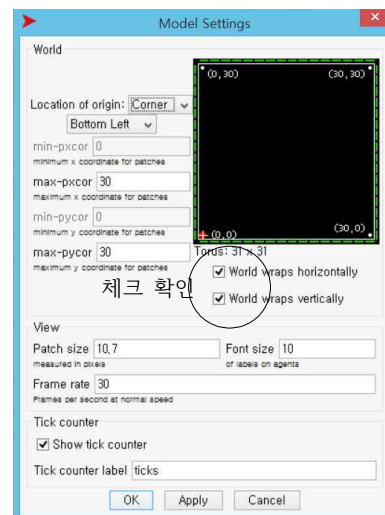 Model Settings
World
(0,30) (30,30)
Location of origin: Corner
Bottom Left
min-pxcor 0
minimum x coordinate for patches
max-pxcor 30
maximum x coordinate for patches
min-pycor 0
minimum y coordinate for patches
(0,0) (30,0)
max-pycor 30
maximum y coordinate for patches
Torus: 31 x 31
World wraps horizontally
체크 확인
World wraps vertically
View
Patch size 10.7
measured in pixels
Font size 10
of labels on agents
Frame rate 30
Frames per second at normal speed
Tick counter
Show tick counter
Tick counter label ticks
OK Apply Cancel